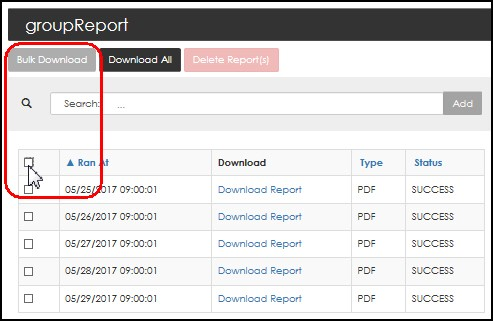 groupReport
Bulk Download Download All Delete Report(s)
Search: ... Add
▲ Ran At Download Type Status
05/25/2017 09:00:01 Download Report PDF SUCCESS
05/26/2017 09:00:01 Download Report PDF SUCCESS
05/27/2017 09:00:01 Download Report PDF SUCCESS
05/28/2017 09:00:01 Download Report PDF SUCCESS
05/29/2017 09:00:01 Download Report PDF SUCCESS